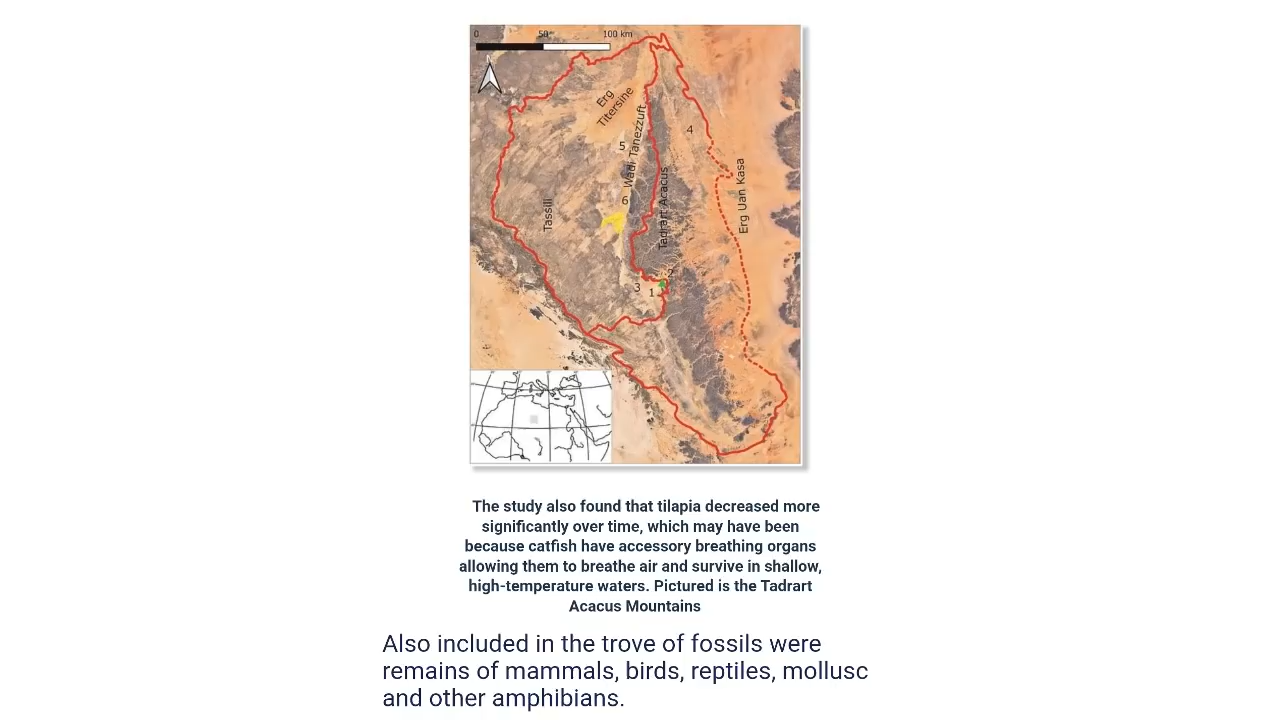 0 50 100 km
N
Erg
Titersine
4
5
Wadi Tanezzuft
Erg Uan Kasa
Tadrart Acacus
6
Tassili
2
3
1
The study also found that tilapia decreased more
significantly over time, which may have been
because catfish have accessory breathing organs
allowing them to breathe air and survive in shallow,
high-temperature waters. Pictured is the Tadrart
Acacus Mountains
Also included in the trove of fossils were
remains of mammals, birds, reptiles, mollusc
and other amphibians.